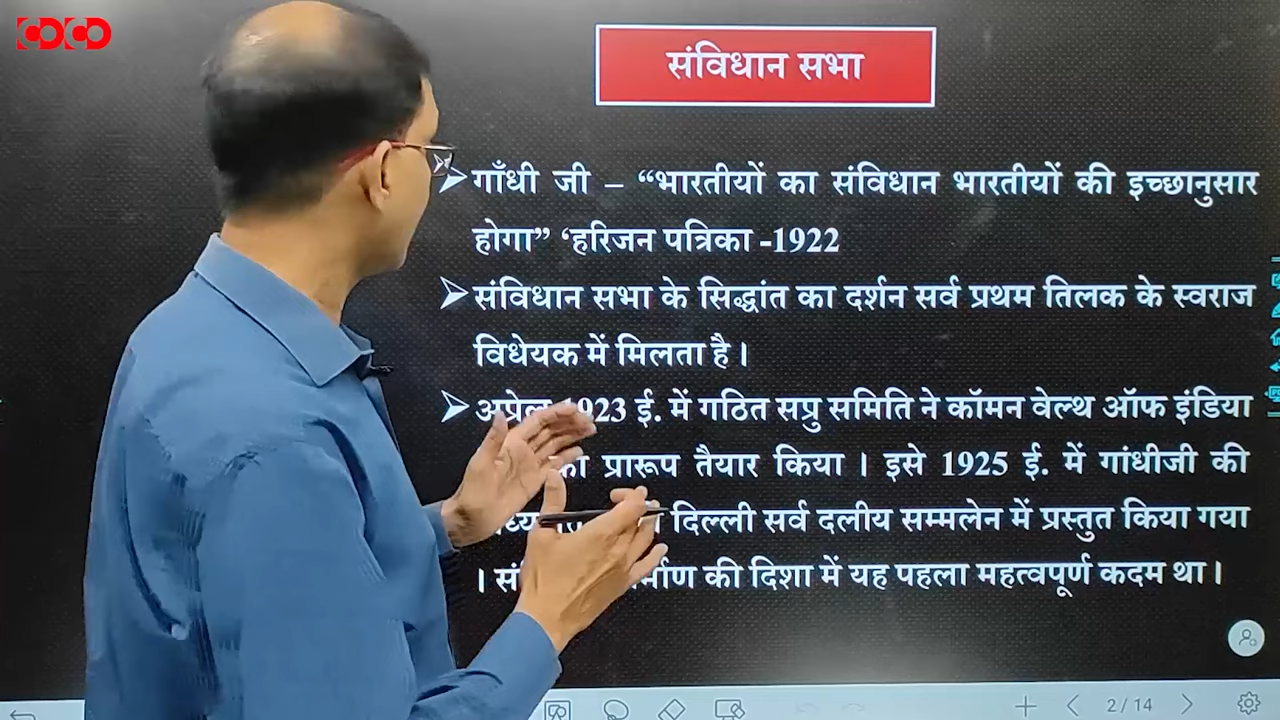 COCO
संविधान सभा
गाँधी जी – “भारतीयों का संविधान भारतीयों की इच्छानुसार
होगा” ‘हरिजन पत्रिका -1922
संविधान सभा के सिद्धांत का दर्शन सर्व प्रथम तिलक के स्वराज
विधेयक में मिलता है।
अप्रेल 1923 ई. में गठित सप्रु समिति ने कॉमन वेल्थ ऑफ इंडिया
प्रारूप तैयार किया । इसे 1925 ई. में गांधीजी की
दिल्ली सर्व दलीय सम्मलेन में प्रस्तुत किया गया
। की दिशा में यह पहला महत्वपूर्ण कदम था।
2/14